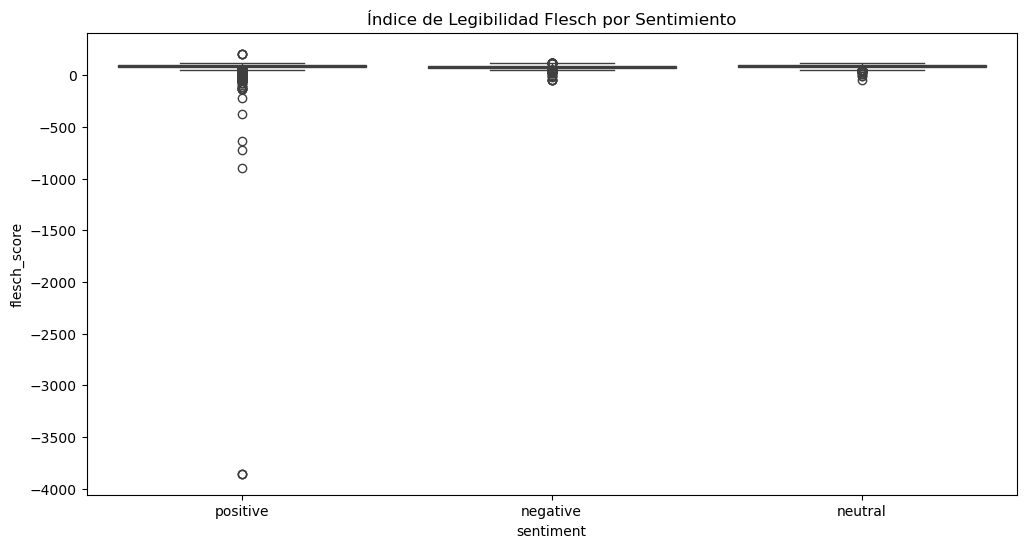 Índice de Legibilidad Flesch por Sentimiento
flesch_score
0
−500
−1000
−1500
−2000
−2500
−3000
−3500
−4000
positive negative neutral
sentiment